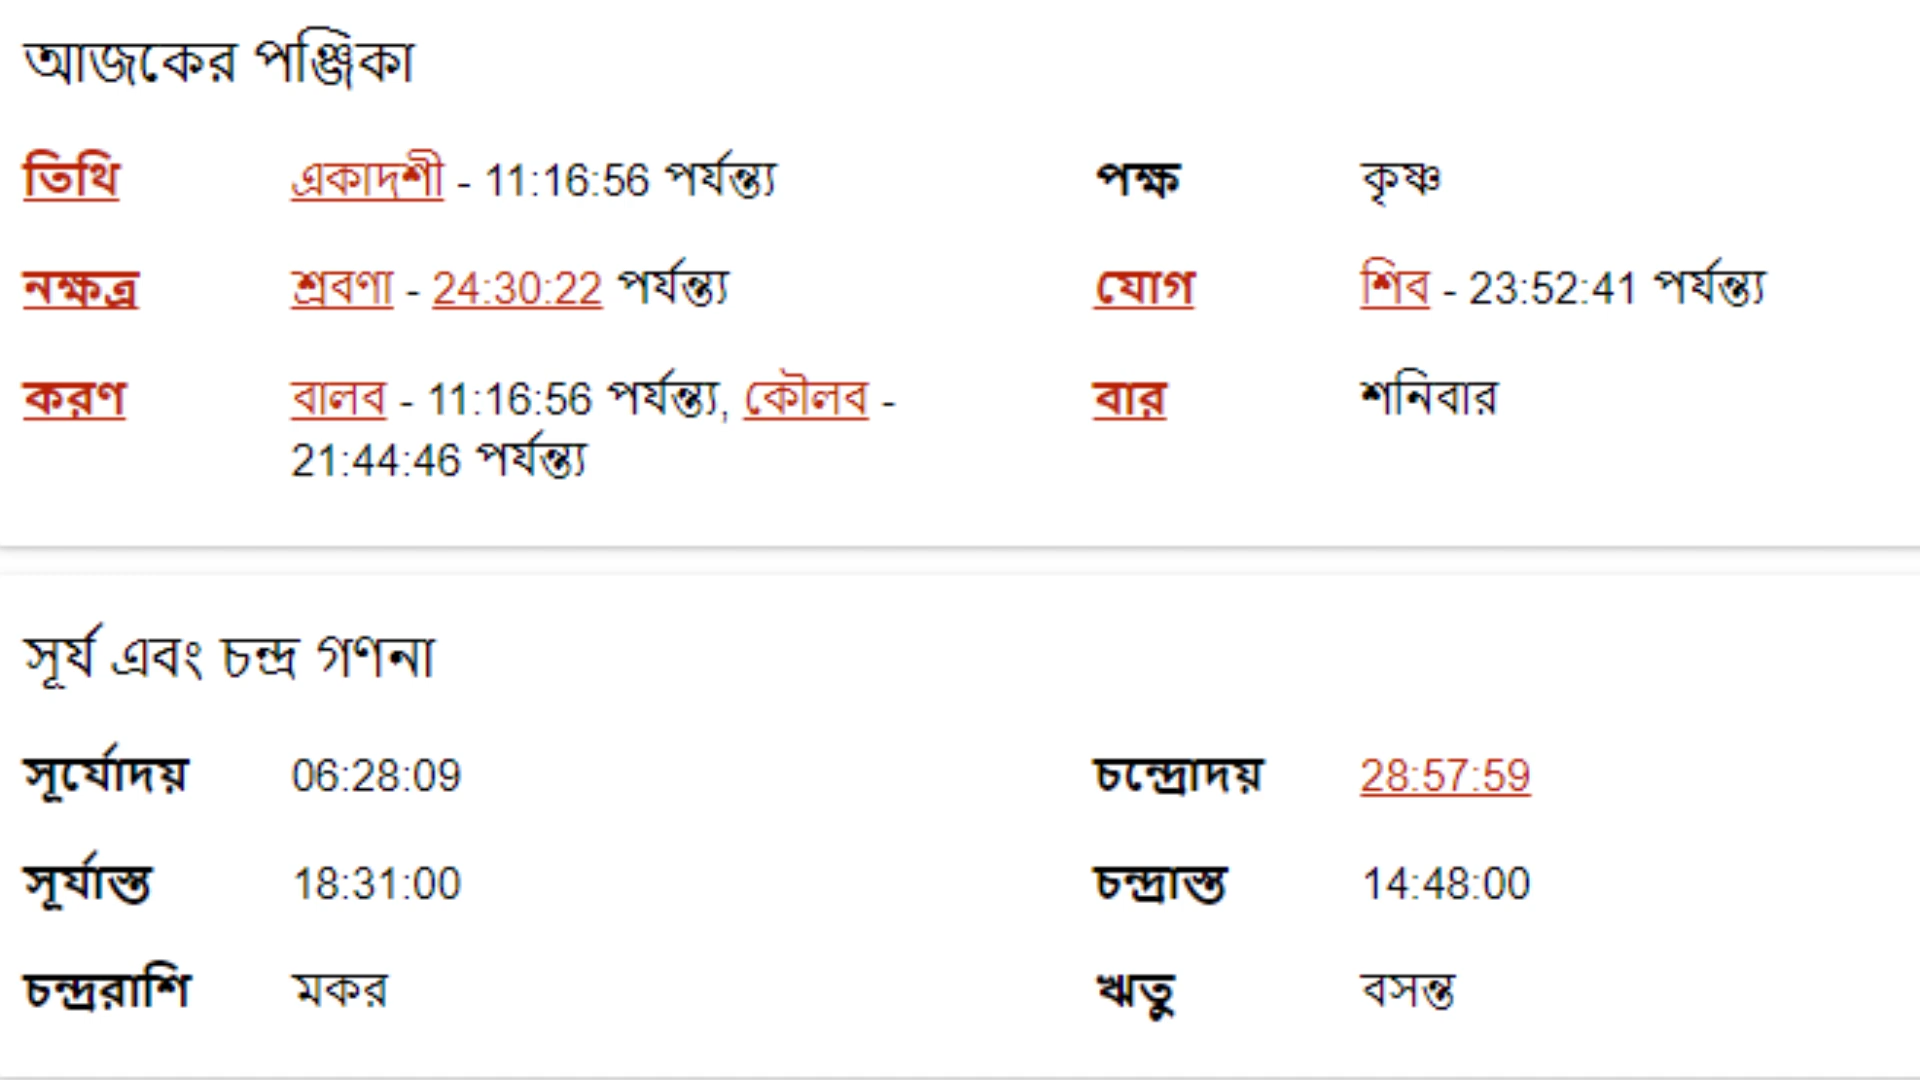 আজকের পঞ্জিকা
তিথি একাদশী - 11:16:56 পর্যন্ত্য পক্ষ কৃষ্ণ
নক্ষত্র শ্রবণা - 24:30:22 পর্যন্ত্য যোগ শিব - 23:52:41 পর্যন্ত্য
করণ বালব - 11:16:56 পর্যন্ত্য, কৌলব - বার শনিবার
21:44:46 পর্যন্ত্য
সূর্য এবং চন্দ্র গণনা
সূর্যোদয় 06:28:09 চন্দ্রোদয় 28:57:59
সূর্যাস্ত 18:31:00 চন্দ্রাস্ত 14:48:00
চন্দ্ররাশি মকর ঋতু বসন্ত